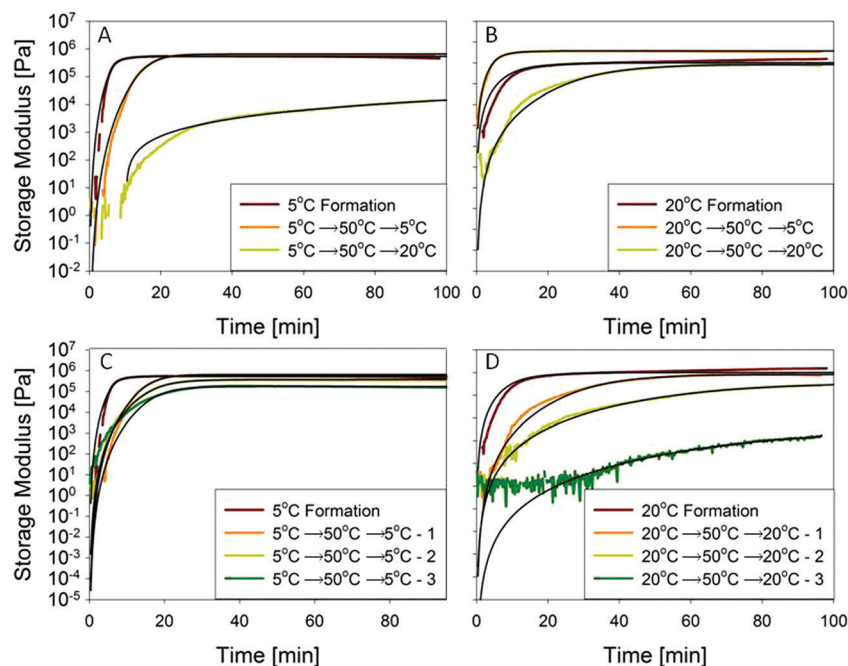 A
B
Storage Modulus [Pa]
10⁷
10⁶
10⁵
10⁴
10³
10²
10¹
10⁰
10⁻¹
10⁻²
5°C Formation
5°C →50°C →5°C
5°C →50°C →20°C
20°C Formation
20°C →50°C →5°C
20°C →50°C →20°C
0 20 40 60 80 100
0 20 40 60 80 100
Time [min]
Time [min]
C
D
Storage Modulus [Pa]
10⁷
10⁶
10⁵
10⁴
10³
10²
10¹
10⁰
10⁻¹
10⁻²
10⁻³
10⁻⁴
10⁻⁵
5°C Formation
5°C →50°C →5°C - 1
5°C →50°C →5°C - 2
5°C →50°C →5°C - 3
20°C Formation
20°C →50°C →20°C - 1
20°C →50°C →20°C - 2
20°C →50°C →20°C - 3
0 20 40 60 80
0 20 40 60 80 100
Time [min]
Time [min]